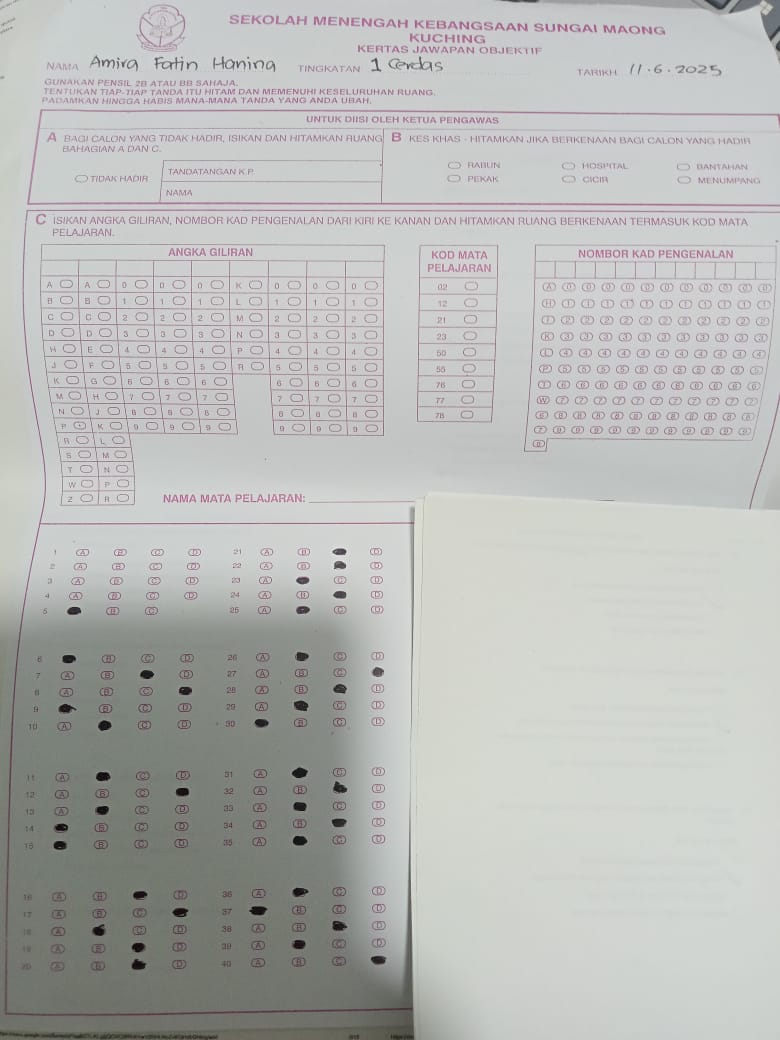 SEKOLAH MENENGAH KEBANGSAAN SUNGAI MAONG
KUCHING
KERTAS JAWAPAN OBJEKTIF
NAMA Amira Fatin Hanina TINGKATAN 1 Cerdas TARIKH 11.6.2025
GUNAKAN PENSIL 2B ATAU BB SAHAJA.
TENTUKAN TIAP-TIAP TANDA ITU HITAM DAN MEMENUHI KESELURUHAN RUANG.
PADAMKAN HINGGA HABIS MANA-MANA TANDA YANG ANDA UBAH.
UNTUK DIISI OLEH KETUA PENGAWAS
A BAGI CALON YANG TIDAK HADIR, ISIKAN DAN HITAMKAN RUANG
BAHAGIAN A DAN C.
TIDAK HADIR
TANDATANGAN K.P.
NAMA
B KES KHAS - HITAMKAN JIKA BERKENAAN BAGI CALON YANG HADIR
RABUN HOSPITAL BANTAHAN
PEKAK CICIR MENUMPANG
C ISIKAN ANGKA GILIRAN, NOMBOR KAD PENGENALAN DARI KIRI KE KANAN DAN HITAMKAN RUANG BERKENAAN TERMASUK KOD MATA
PELAJARAN.
ANGKA GILIRAN
A A 0 0 0 K 0 0 0
B B 1 1 1 L 1 1 1
C C 2 2 2 M 2 2 2
D D 3 3 3 N 3 3 3
H E 4 4 4 P 4 4 4
J F 5 5 5 R 5 5 5
K G 6 6 6 6 6 6
M H 7 7 7 7 7 7
N J 8 8 8 8 8 8
P K 9 9 9 9 9 9
R L
S M
T N
W P
Z R
KOD MATA
PELAJARAN
02
12
21
23
50
55
76
77
78
NOMBOR KAD PENGENALAN
A 0 0 0 0 0 0 0 0 0 0 0
H 1 1 1 1 1 1 1 1 1 1 1
2 2 2 2 2 2 2 2 2 2 2
K 3 3 3 3 3 3 3 3 3 3 3
L 4 4 4 4 4 4 4 4 4 4 4
P 5 5 5 5 5 5 5 5 5 5 5
T 6 6 6 6 6 6 6 6 6 6 6
W 7 7 7 7 7 7 7 7 7 7 7
8 8 8 8 8 8 8 8 8 8 8
9 9 9 9 9 9 9 9 9 9 9
NAMA MATA PELAJARAN:
1 A B C D 21 A B D
2 A B C D 22 A B D
3 A B C D 23 A C D
4 A B C D 24 A B D
5 B C 25 A C D
6 B C D 26 A C D
7 A B D 27 A B C
8 A B C 28 A B D
9 B C D 29 A C D
10 A C D 30 B C D
11 A C D 31 A C D
12 A B C 32 A B D
13 A C D 33 A C D
14 B C D 34 A B D
15 B C D 35 A C D
16 A B D 36 A C D
17 A B C 37 B C D
18 A C D 38 A B D
19 A B D 39 A C D
20 A B D 40 A B C